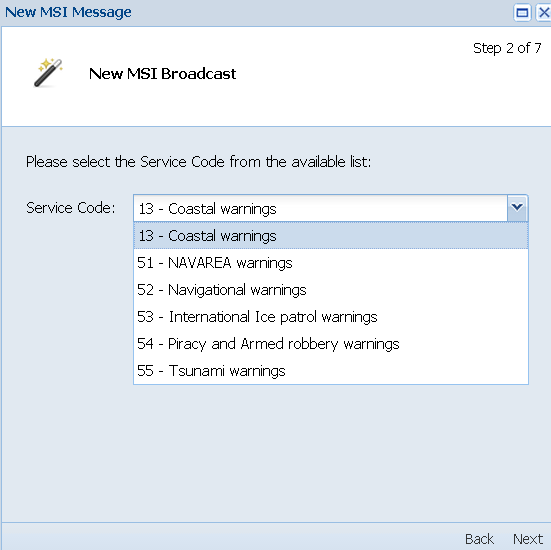 New MSI Message
Step 2 of 7
New MSI Broadcast
Please select the Service Code from the available list:
Service Code: 13 - Coastal warnings
13 - Coastal warnings
51 - NAVAREA warnings
52 - Navigational warnings
53 - International Ice patrol warnings
54 - Piracy and Armed robbery warnings
55 - Tsunami warnings
Back Next